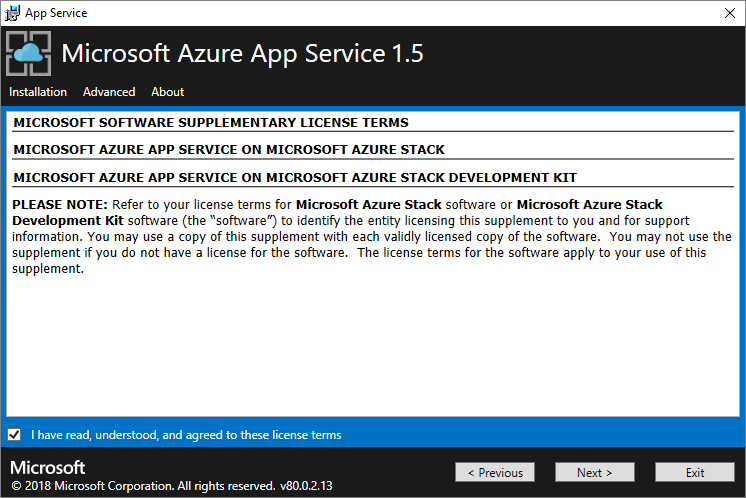 App Service
Microsoft Azure App Service 1.5
Installation Advanced About
MICROSOFT SOFTWARE SUPPLEMENTARY LICENSE TERMS
MICROSOFT AZURE APP SERVICE ON MICROSOFT AZURE STACK
MICROSOFT AZURE APP SERVICE ON MICROSOFT AZURE STACK DEVELOPMENT KIT
PLEASE NOTE: Refer to your license terms for Microsoft Azure Stack software or Microsoft Azure Stack
Development Kit software (the “software”) to identify the entity licensing this supplement to you and for support
information. You may use a copy of this supplement with each validly licensed copy of the software.  You may not use the
supplement if you do not have a license for the software.  The license terms for the software apply to your use of this
supplement.
I have read, understood, and agreed to these license terms
Microsoft
© 2018 Microsoft Corporation. All rights reserved. v80.0.2.13
< Previous Next > Exit